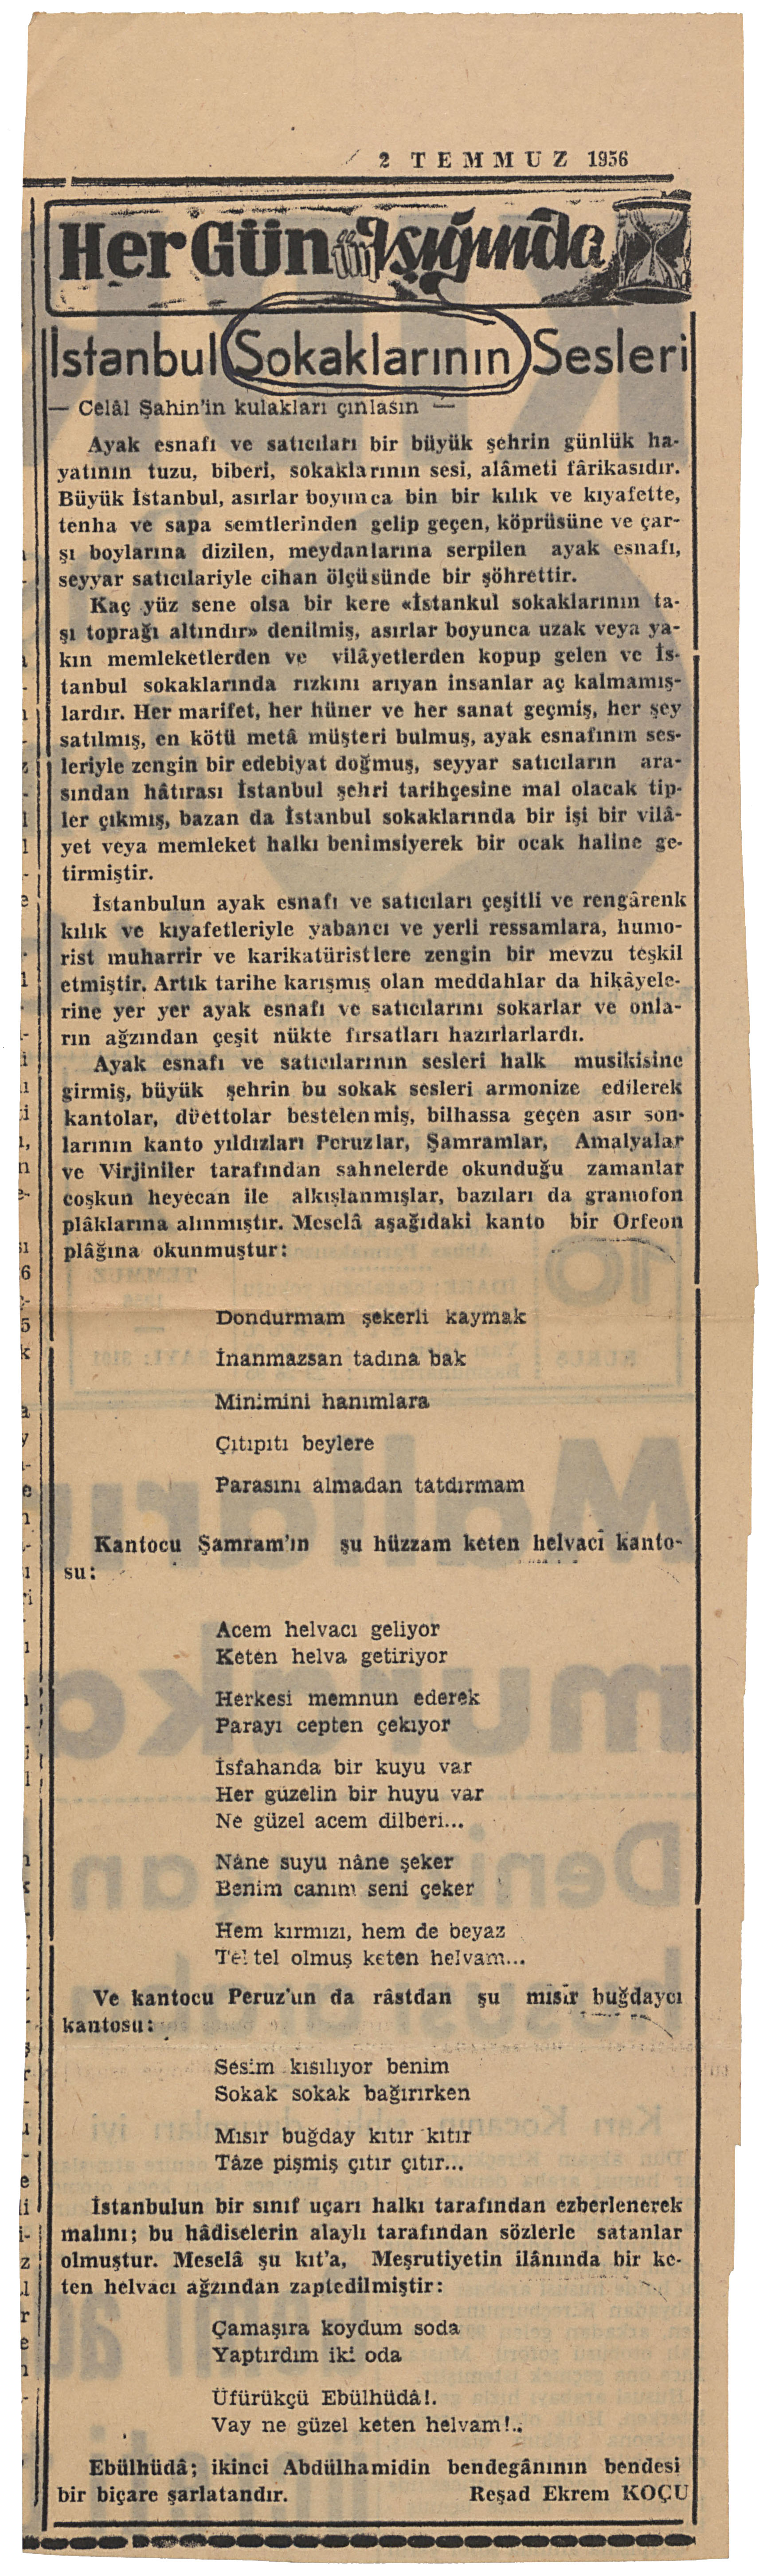 2 TEMMUZ 1956
Her Gün Işığında
İstanbul Sokaklarının Sesleri
— Celâl Şahin'in kulakları çınlasın —
Ayak esnafı ve satıcıları bir büyük şehrin günlük ha-
yatının tuzu, biberi, sokaklarının sesi, alâmeti fârikasıdır.
Büyük İstanbul, asırlar boyunca bin bir kılık ve kıyafette,
tenha ve sapa semtlerinden gelip geçen, köprüsüne ve çar-
şı boylarına dizilen, meydanlarına serpilen ayak esnafı,
seyyar satıcılariyle cihan ölçüsünde bir şöhrettir.
Kaç yüz sene olsa bir kere «İstankul sokaklarının ta-
şı toprağı altındır» denilmiş, asırlar boyunca uzak veya ya-
kın memleketlerden ve vilâyetlerden kopup gelen ve İs-
tanbul sokaklarında rızkını arıyan insanlar aç kalmamış-
lardır. Her marifet, her hüner ve her sanat geçmiş, her şey
satılmış, en kötü metâ müşteri bulmuş, ayak esnafının ses-
leriyle zengin bir edebiyat doğmuş, seyyar satıcıların ara-
sından hâtırası İstanbul şehri tarihçesine mal olacak tip-
ler çıkmış, bazan da İstanbul sokaklarında bir işi bir vilâ-
yet veya memleket halkı benimsiyerek bir ocak haline ge-
tirmiştir.
İstanbulun ayak esnafı ve satıcıları çeşitli ve rengârenk
kılık ve kıyafetleriyle yabancı ve yerli ressamlara, humo-
rist muharrir ve karikatüristlere zengin bir mevzu teşkil
etmiştir. Artık tarihe karışmış olan meddahlar da hikâyele-
rine yer yer ayak esnafı ve satıcılarını sokarlar ve onla-
rın ağzından çeşit nükte fırsatları hazırlarlardı.
Ayak esnafı ve satıcılarının sesleri halk musikisine
girmiş, büyük şehrin bu sokak sesleri armonize edilerek
kantolar, düettolar bestelenmiş, bilhassa geçen asır son-
larının kanto yıldızları Peruzlar, Şamramlar, Amalyalar
ve Virjiniler tarafından sahnelerde okunduğu zamanlar
coşkun heyecan ile alkışlanmışlar, bazıları da gramofon
plâklarına alınmıştır. Meselâ aşağıdaki kanto bir Orfeon
plâğına okunmuştur:
Dondurmam şekerli kaymak
İnanmazsan tadına bak
Minimini hanımlara
Çıtıpıtı beylere
Parasını almadan tatdırmam
Kantocu Şamram'ın şu hüzzam keten helvacı kanto-
su:
Acem helvacı geliyor
Keten helva getiriyor
Herkesi memnun ederek
Parayı cepten çekıyor
İsfahanda bir kuyu var
Her güzelin bir huyu var
Ne güzel acem dilberi...
Nâne suyu nâne şeker
Benim canım seni çeker
Hem kırmızı, hem de beyaz
Tel tel olmuş keten helvam...
Ve kantocu Peruz'un da râstdan şu mısır buğdaycı
kantosu:
Sesim kısılıyor benim
Sokak sokak bağırırken
Mısır buğday kıtır kıtır
Tâze pişmiş çıtır çıtır...
İstanbulun bir sınıf uçarı halkı tarafından ezberlenerek
malını; bu hâdiselerin alaylı tarafından sözlerle satanlar
olmuştur. Meselâ şu kıt'a, Meşrutiyetin ilânında bir ke-
ten helvacı ağzından zaptedilmiştir:
Çamaşıra koydum soda
Yaptırdım iki oda
Üfürükçü Ebülhüdâ!.
Vay ne güzel keten helvam!..
Ebülhüdâ; ikinci Abdülhamidin bendegânının bendesi
bir biçare şarlatandır. Reşad Ekrem KOÇU